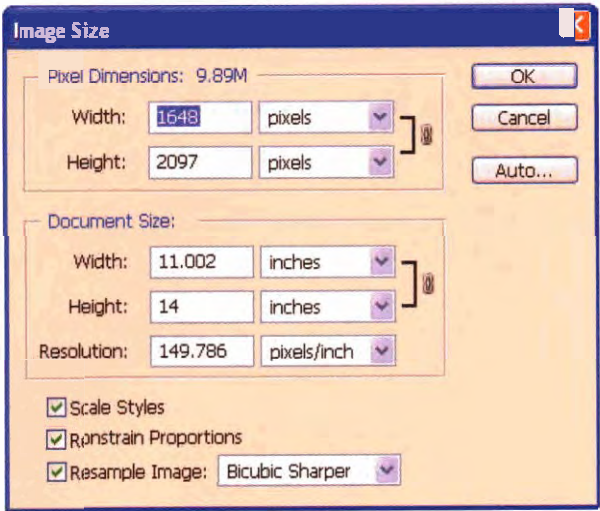 Image Size
Pixel Dimensions: 9.89M
OK
Width: 1648 pixels
Cancel
Height: 2097 pixels
Auto...
Document Size:
Width: 11.002 inches
Height: 14 inches
Resolution: 149.786 pixels/inch
Scale Styles
Ronstrain Proportions
Resample Image: Bicubic Sharper